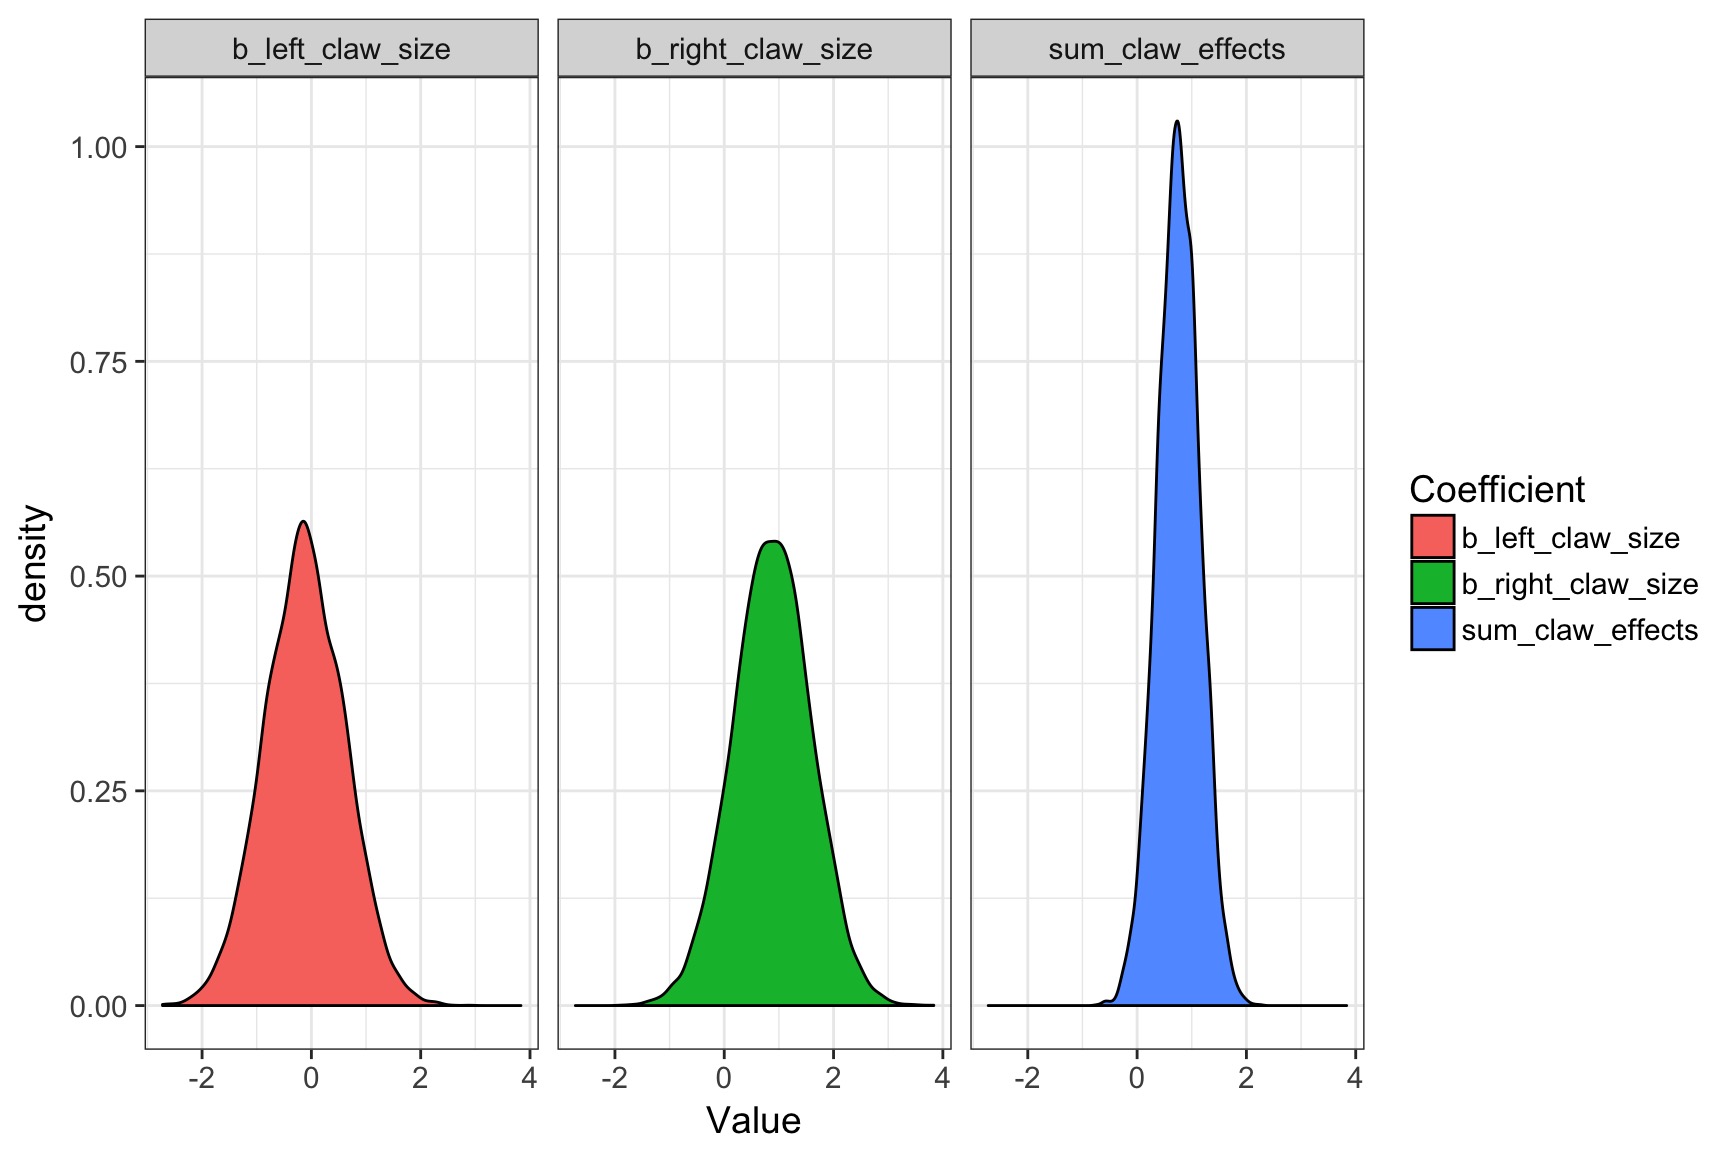 b_left_claw_size
b_right_claw_size
sum_claw_effects
1.00
0.75
0.50
0.25
0.00
density
-2 0 2 4
-2 0 2 4
-2 0 2 4
Value
Coefficient
b_left_claw_size
b_right_claw_size
sum_claw_effects